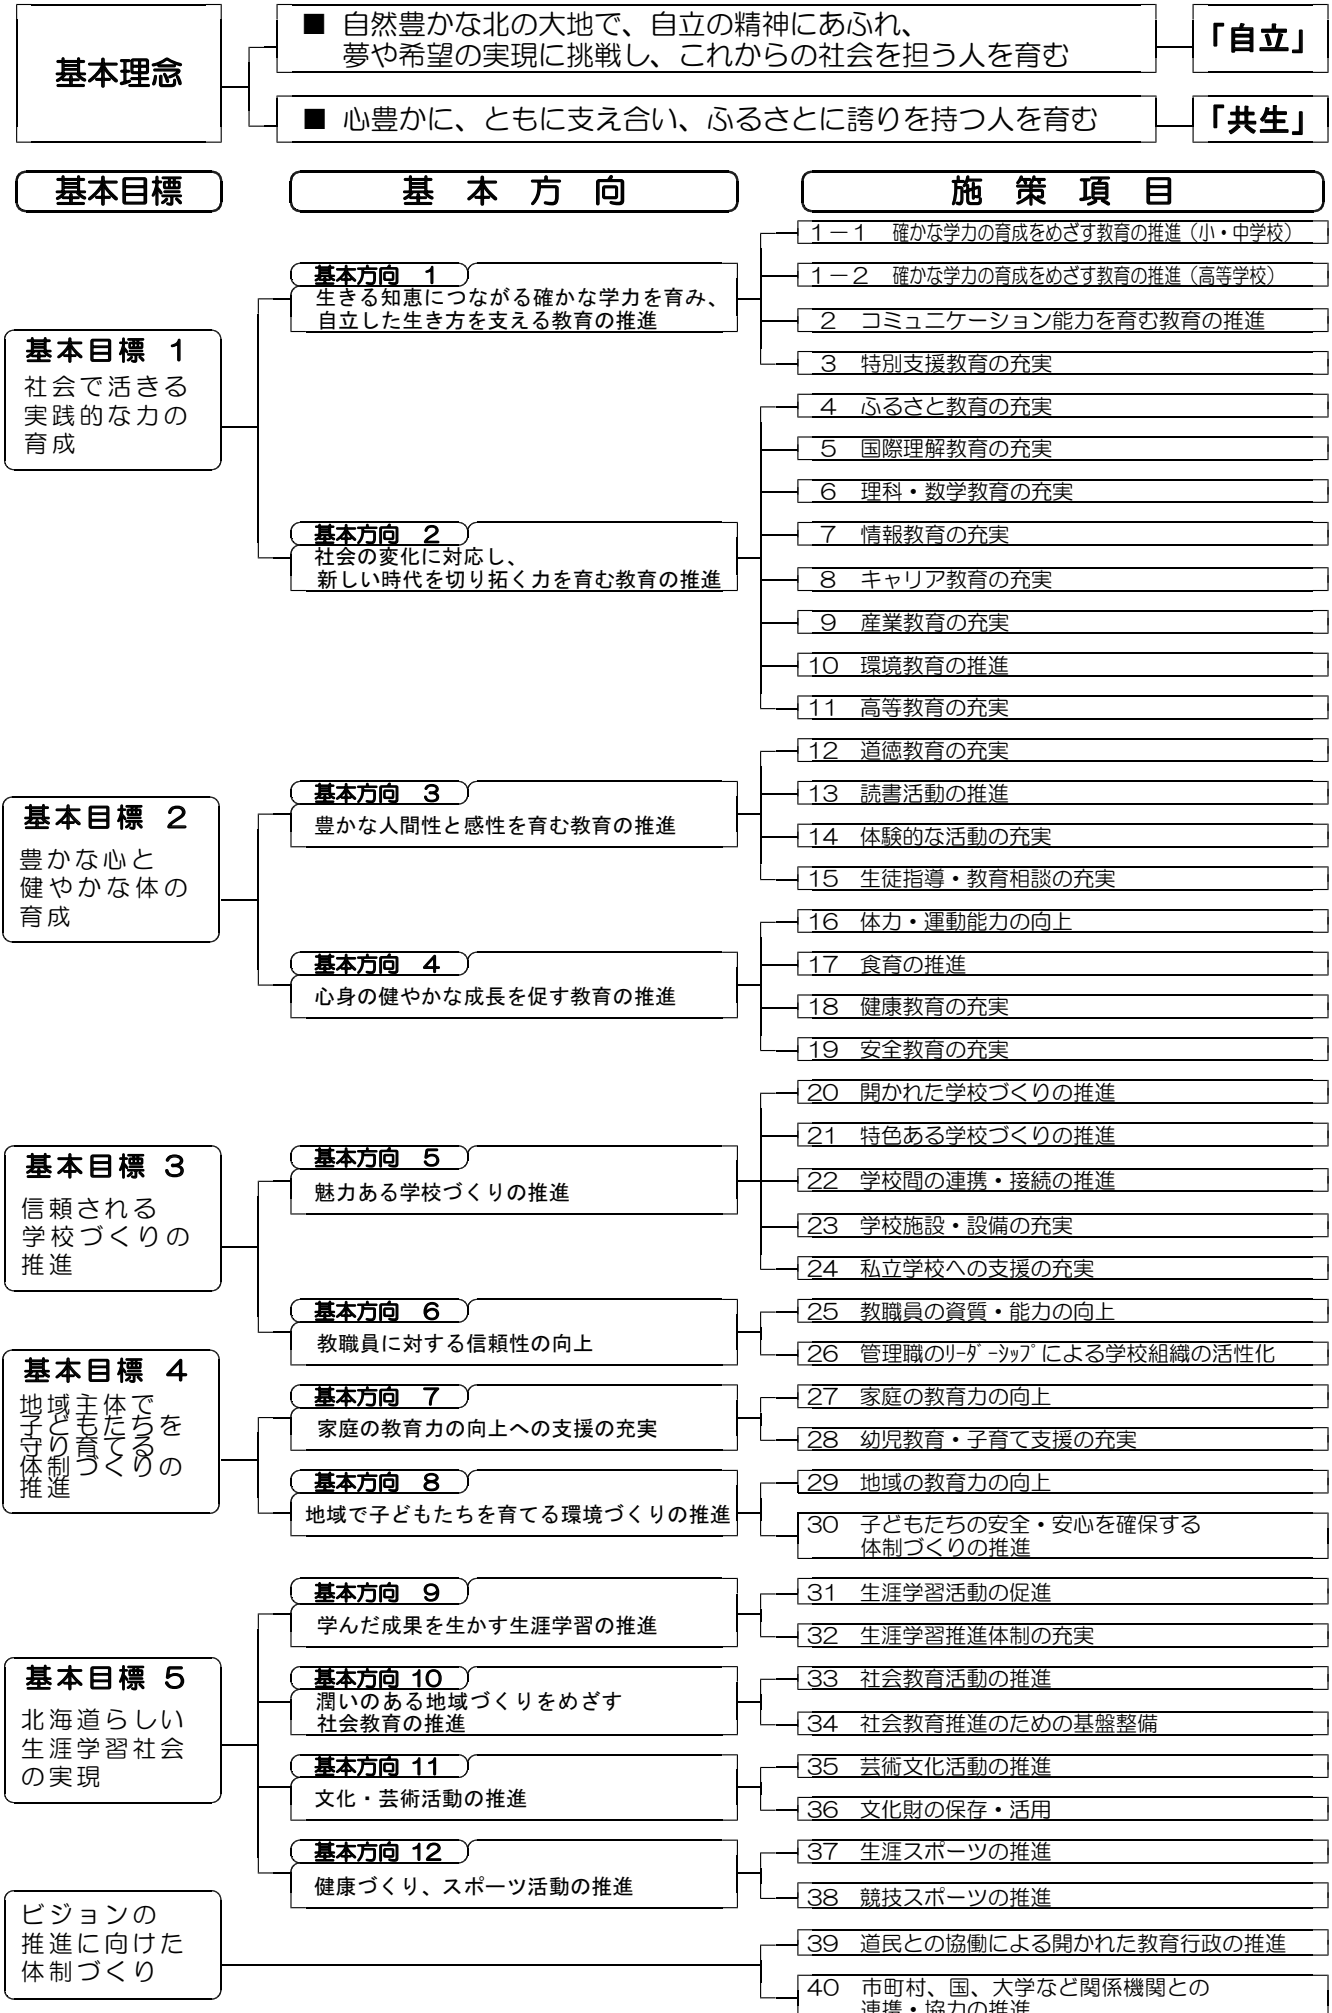 基本理念
■ 自然豊かな北の大地で、自立の精神にあふれ、
夢や希望の実現に挑戦し、これからの社会を担う人を育む
「自立」
■ 心豊かに、ともに支え合い、ふるさとに誇りを持つ人を育む
「共生」
基本目標
基本方向
施策項目
基本目標 1
社会で活きる
実践的な力の
育成
基本方向 1
生きる知恵につながる確かな学力を育み、
自立した生き方を支える教育の推進
1－1 確かな学力の育成をめざす教育の推進（小・中学校）
1－2 確かな学力の育成をめざす教育の推進（高等学校）
2 コミュニケーション能力を育む教育の推進
3 特別支援教育の充実
基本方向 2
社会の変化に対応し、
新しい時代を切り拓く力を育む教育の推進
4 ふるさと教育の充実
5 国際理解教育の充実
6 理科・数学教育の充実
7 情報教育の充実
8 キャリア教育の充実
9 産業教育の充実
10 環境教育の推進
11 高等教育の充実
基本目標 2
豊かな心と
健やかな体の
育成
基本方向 3
豊かな人間性と感性を育む教育の推進
12 道徳教育の充実
13 読書活動の推進
14 体験的な活動の充実
15 生徒指導・教育相談の充実
基本方向 4
心身の健やかな成長を促す教育の推進
16 体力・運動能力の向上
17 食育の推進
18 健康教育の充実
19 安全教育の充実
基本目標 3
信頼される
学校づくりの
推進
基本方向 5
魅力ある学校づくりの推進
20 開かれた学校づくりの推進
21 特色ある学校づくりの推進
22 学校間の連携・接続の推進
23 学校施設・設備の充実
24 私立学校への支援の充実
基本方向 6
教職員に対する信頼性の向上
25 教職員の資質・能力の向上
26 管理職のﾘｰﾀﾞｰｼｯﾌﾟによる学校組織の活性化
基本目標 4
地域主体で
子どもたちを
守り育てる
体制づくりの
推進
基本方向 7
家庭の教育力の向上への支援の充実
27 家庭の教育力の向上
28 幼児教育・子育て支援の充実
基本方向 8
地域で子どもたちを育てる環境づくりの推進
29 地域の教育力の向上
30 子どもたちの安全・安心を確保する
体制づくりの推進
基本目標 5
北海道らしい
生涯学習社会
の実現
基本方向 9
学んだ成果を生かす生涯学習の推進
31 生涯学習活動の促進
32 生涯学習推進体制の充実
基本方向 10
潤いのある地域づくりをめざす
社会教育の推進
33 社会教育活動の推進
34 社会教育推進のための基盤整備
基本方向 11
文化・芸術活動の推進
35 芸術文化活動の推進
36 文化財の保存・活用
基本方向 12
健康づくり、スポーツ活動の推進
37 生涯スポーツの推進
38 競技スポーツの推進
ビジョンの
推進に向けた
体制づくり
39 道民との協働による開かれた教育行政の推進
40 市町村、国、大学など関係機関との
連携・協力の推進